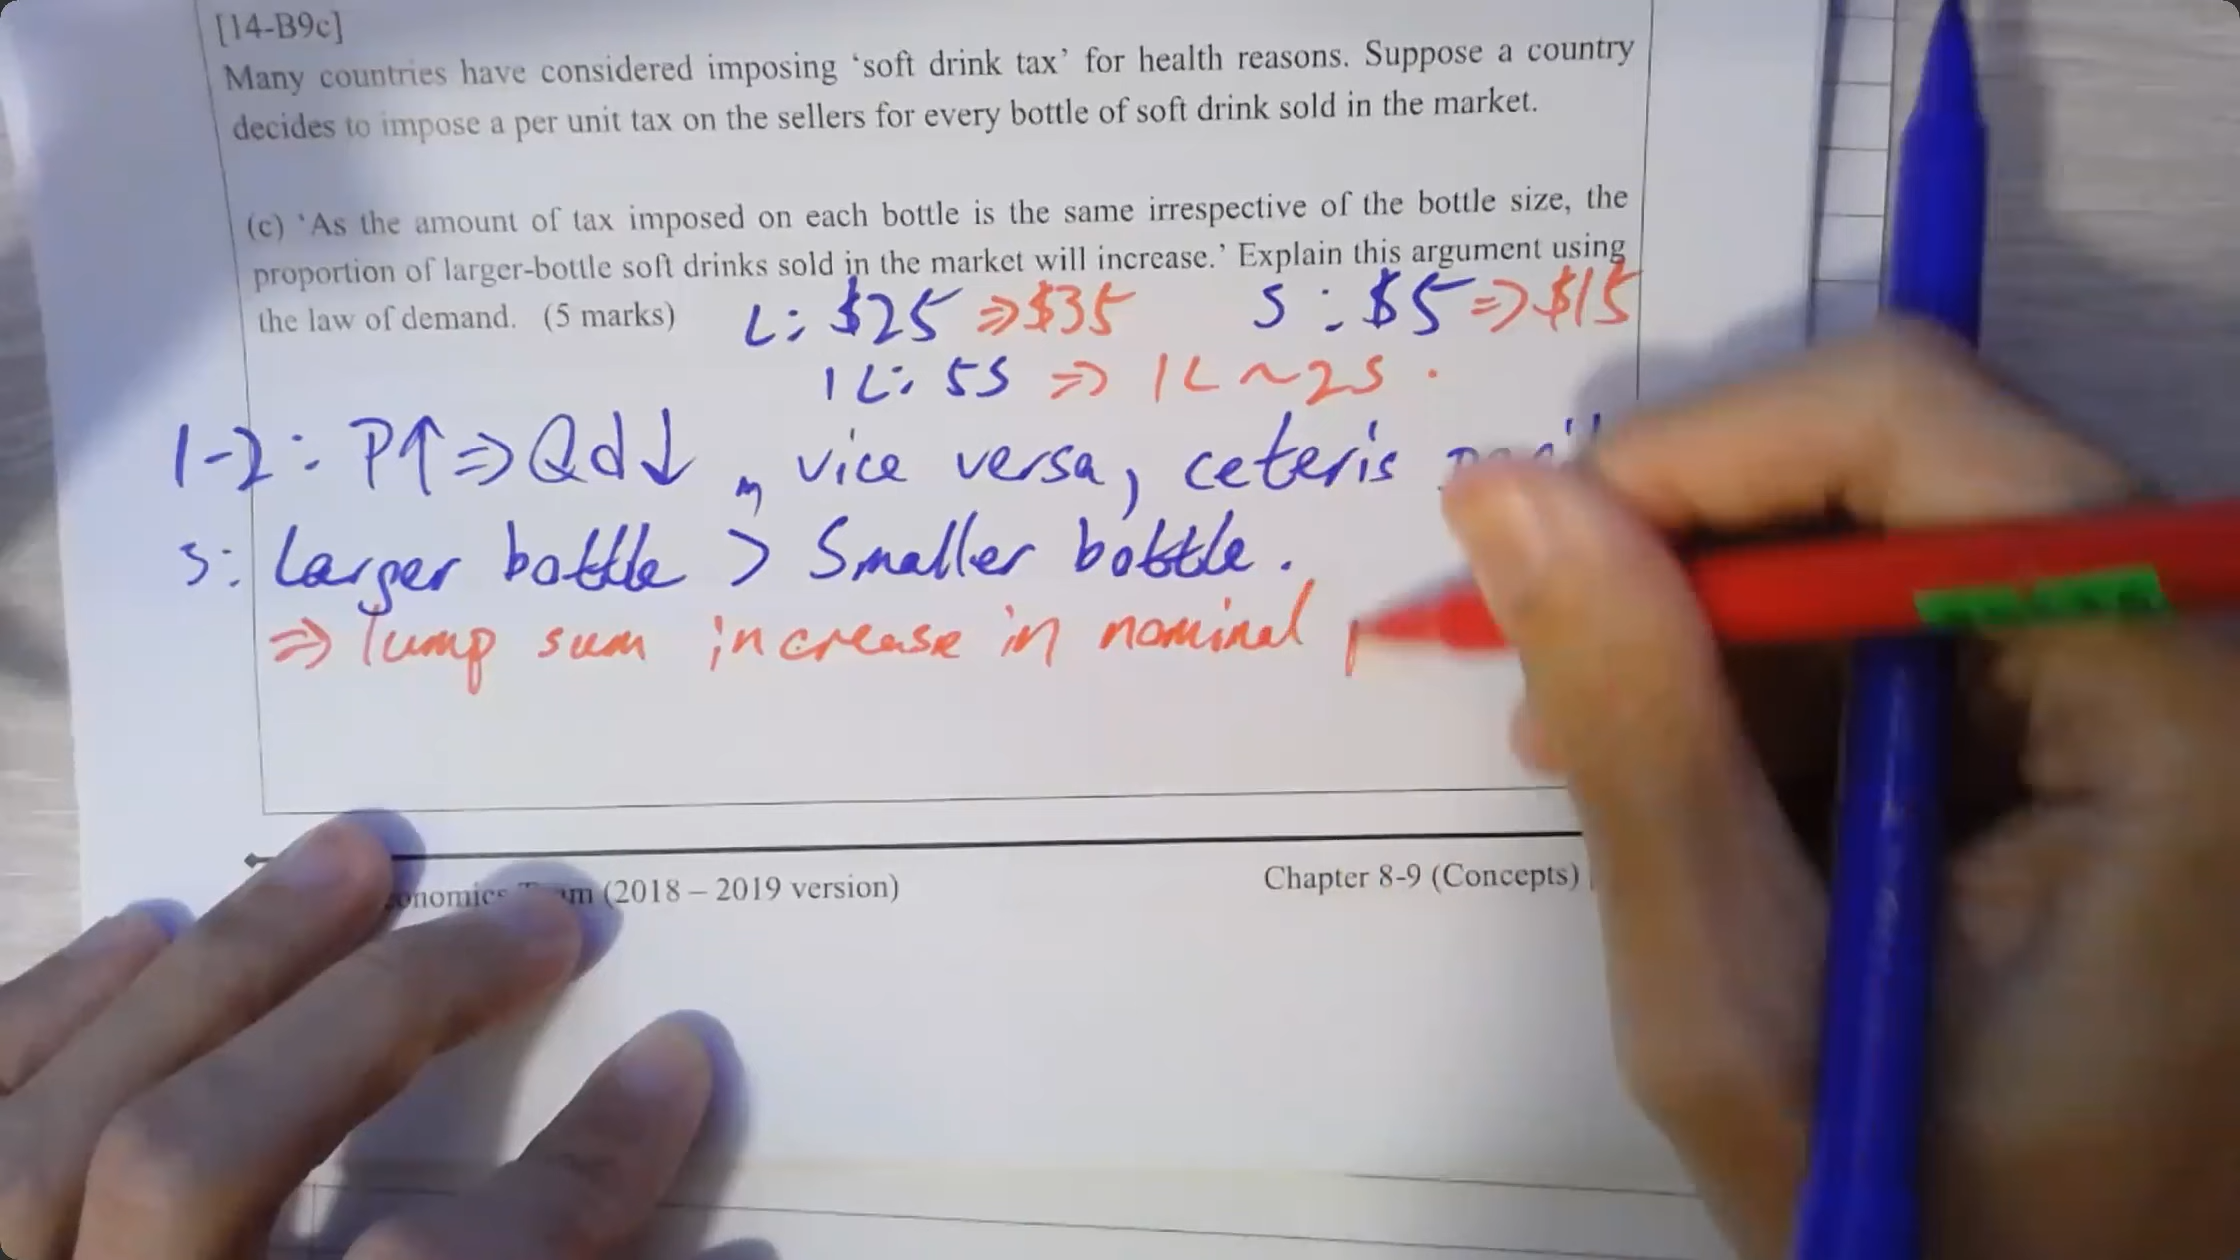 [14-B9c]
Many countries have considered imposing ‘soft drink tax’ for health reasons. Suppose a country
decides to impose a per unit tax on the sellers for every bottle of soft drink sold in the market.
(c) ‘As the amount of tax imposed on each bottle is the same irrespective of the bottle size, the
proportion of larger-bottle soft drinks sold in the market will increase.’ Explain this argument using
the law of demand. (5 marks)
L: $25 ⇒ $35 S: $5 ⇒ $15
1L: 5S ⇒ 1L ~ 2S .
1-2: P↑ ⇒ Qd↓, vice versa, ceteris
S: Larger bottle > Smaller bottle.
⇒ lump sum increase in nominal
(2018 – 2019 version)
Chapter 8-9 (Concepts)